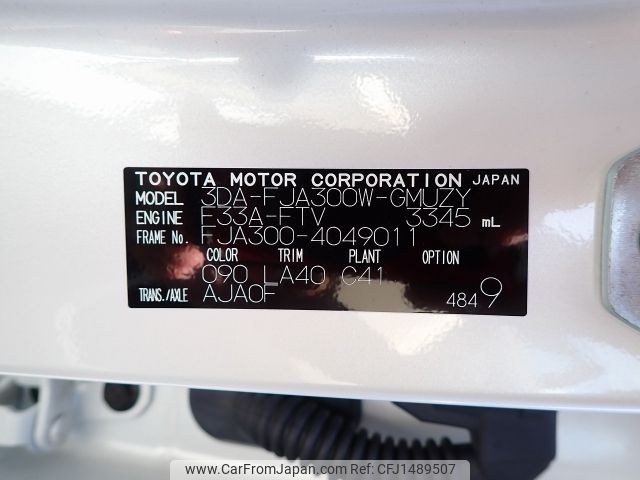 TOYOTA MOTOR CORPORATION JAPAN
MODEL 3DA-FJA300W-GMUZY
ENGINE F33A-FTV 3345 mL
FRAME No. FJA300-4049011
COLOR TRIM PLANT OPTION
090 LA40 C41
TRANS./AXLE AJA0F 4849
www.CarFromJapan.com | ID:CFJ1489507